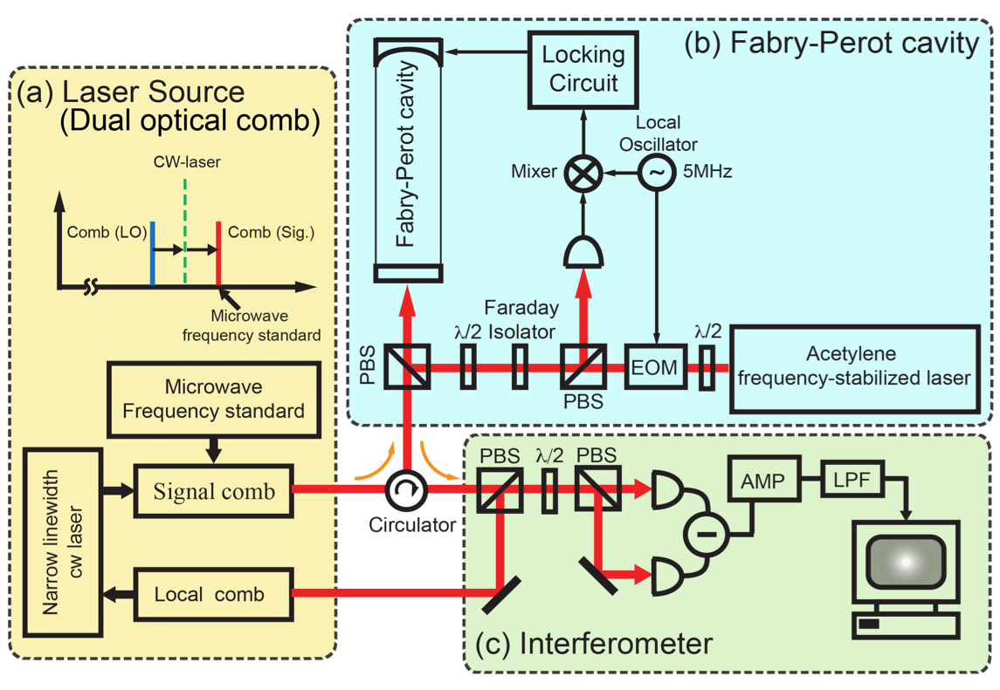 (a) Laser Source
(Dual optical comb)
CW-laser
Comb (LO)
Comb (Sig.)
Microwave
frequency standard
Microwave
Frequency standard
Narrow linewidth
cw laser
Signal comb
Local comb
Circulator
(b) Fabry-Perot cavity
Fabry-Perot cavity
Locking
Circuit
Local
Oscillator
Mixer
~
5MHz
Faraday
λ/2 Isolator
λ/2
PBS
EOM
PBS
Acetylene
frequency-stabilized laser
PBS
λ/2
PBS
AMP
LPF
(c) Interferometer